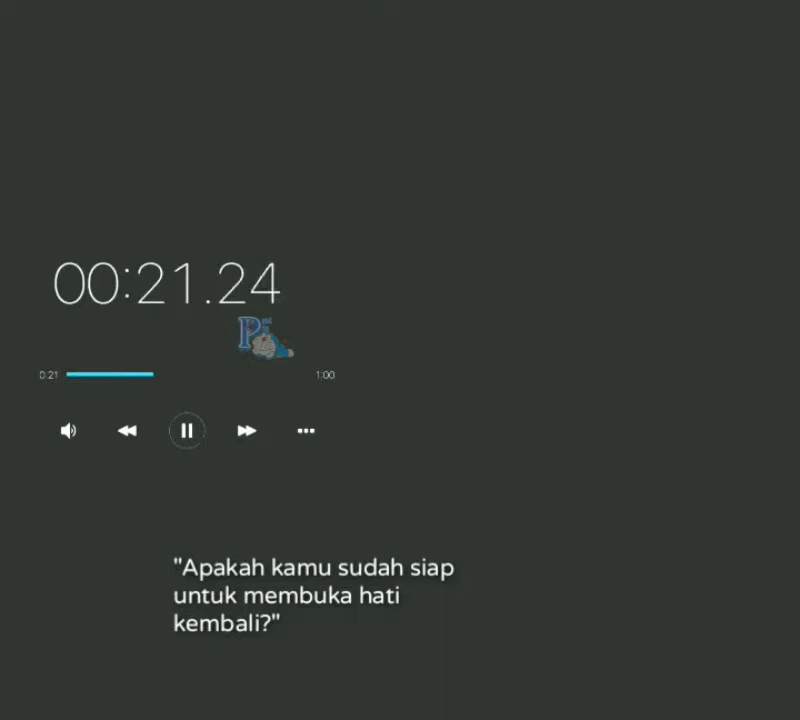 00:21.24
P
0:21
1:00
"Apakah kamu sudah siap
untuk membuka hati
kembali?"